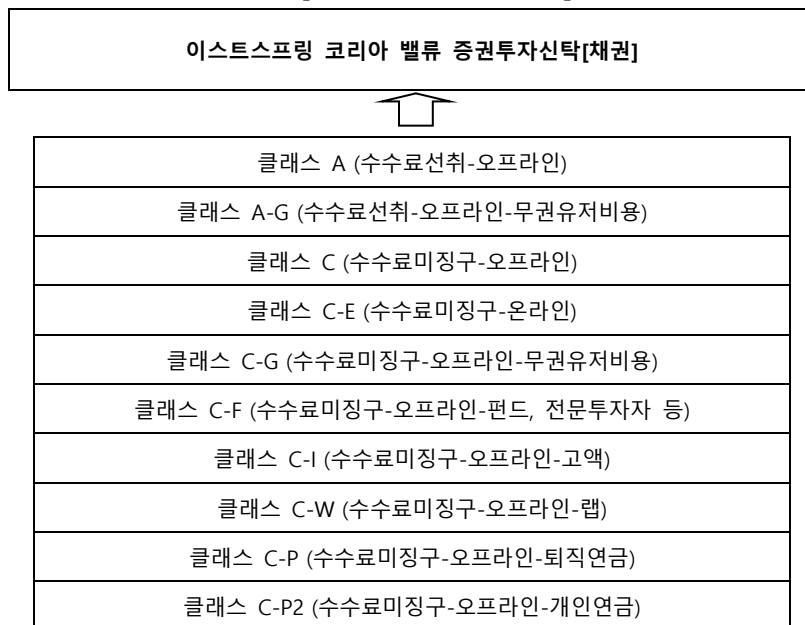 이스트스프링 코리아 밸류 증권투자신탁[채권]
클래스 A (수수료선취-오프라인)
클래스 A-G (수수료선취-오프라인-무권유저비용)
클래스 C (수수료미징구-오프라인)
클래스 C-E (수수료미징구-온라인)
클래스 C-G (수수료미징구-오프라인-무권유저비용)
클래스 C-F (수수료미징구-오프라인-펀드, 전문투자자 등)
클래스 C-I (수수료미징구-오프라인-고액)
클래스 C-W (수수료미징구-오프라인-랩)
클래스 C-P (수수료미징구-오프라인-퇴직연금)
클래스 C-P2 (수수료미징구-오프라인-개인연금)